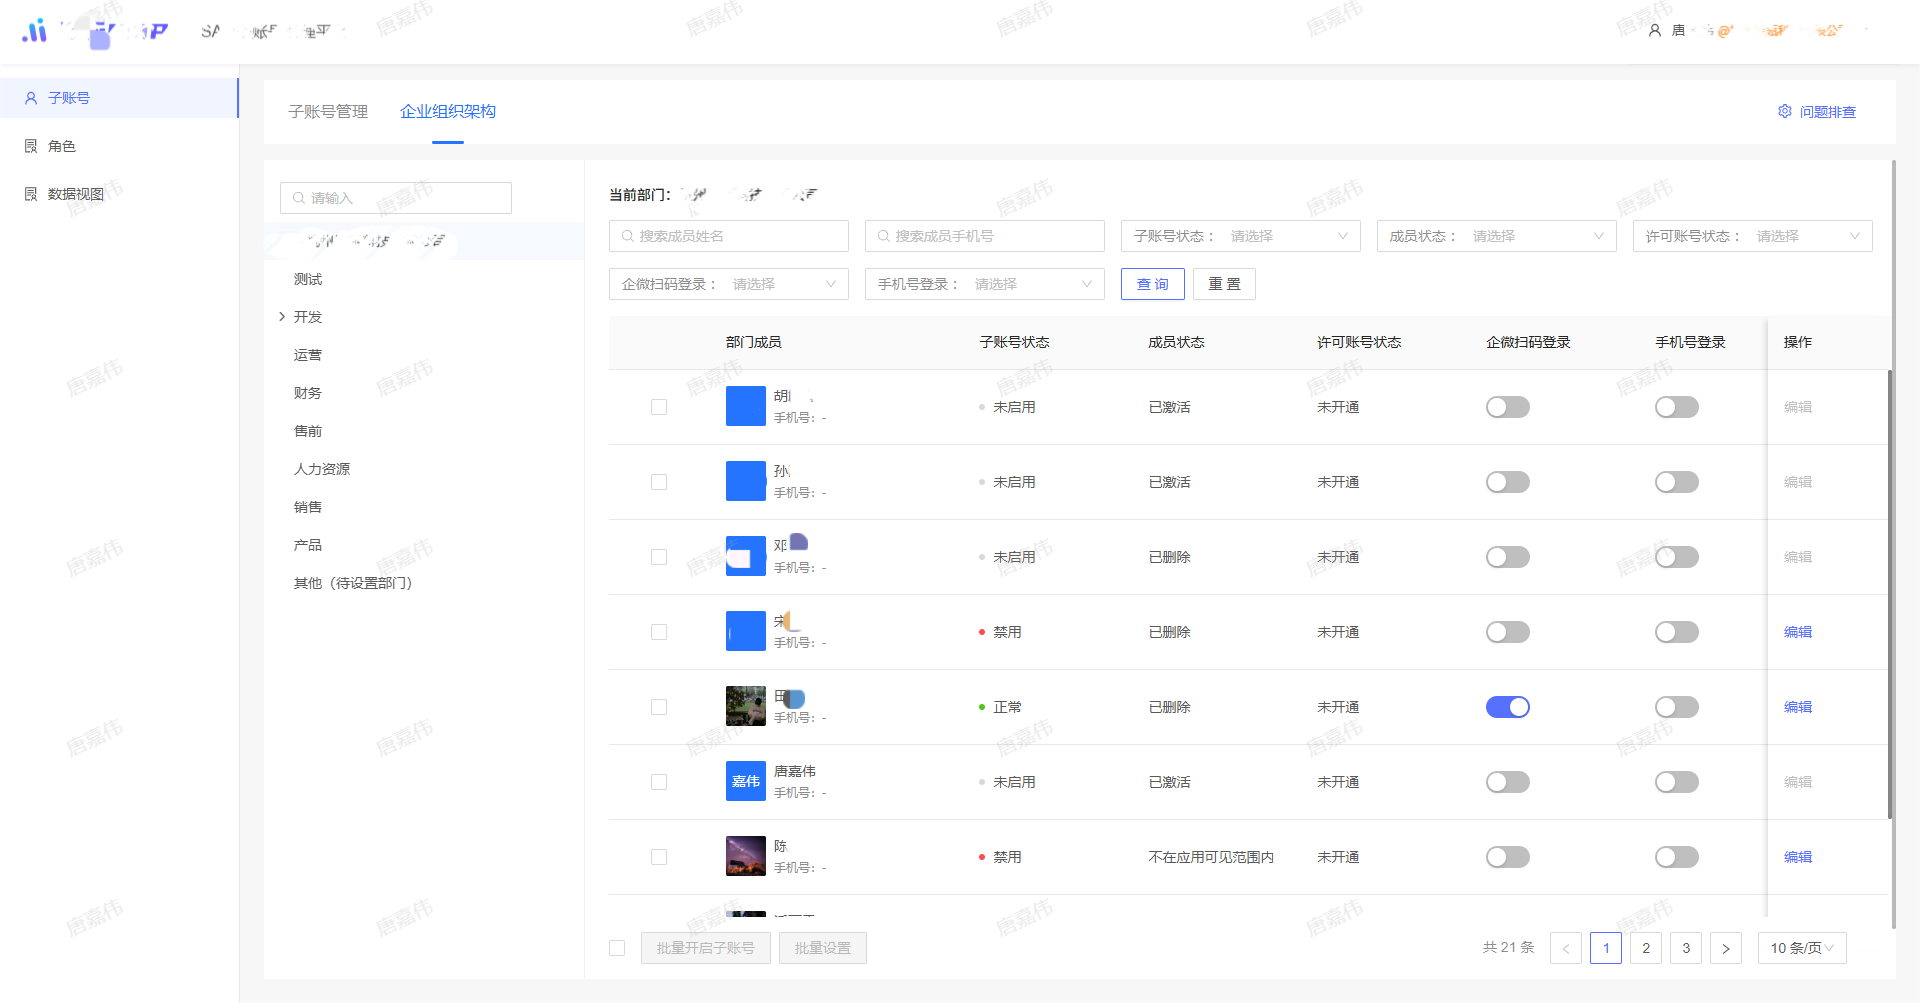 唐
子账号
角色
数据视图
子账号管理 企业组织架构
问题排查
请输入
测试
开发
运营
财务
售前
人力资源
销售
产品
其他（待设置部门）
当前部门：
搜索成员姓名 搜索成员手机号 子账号状态： 请选择 成员状态： 请选择 许可账号状态： 请选择
企微扫码登录： 请选择 手机号登录： 请选择 查 询 重 置
部门成员 子账号状态 成员状态 许可账号状态 企微扫码登录 手机号登录 操作
胡
手机号： -
未启用 已激活 未开通 编辑
孙
手机号： -
未启用 已激活 未开通 编辑
邓
手机号： -
未启用 已删除 未开通 编辑
宋
手机号： -
禁用 已删除 未开通 编辑
田
手机号： -
正常 已删除 未开通 编辑
嘉伟
唐嘉伟
手机号： -
未启用 已激活 未开通 编辑
陈
手机号： -
禁用 不在应用可见范围内 未开通 编辑
批量开启子账号 批量设置
共 21 条 < 1 2 3 > 10 条/页
唐嘉伟